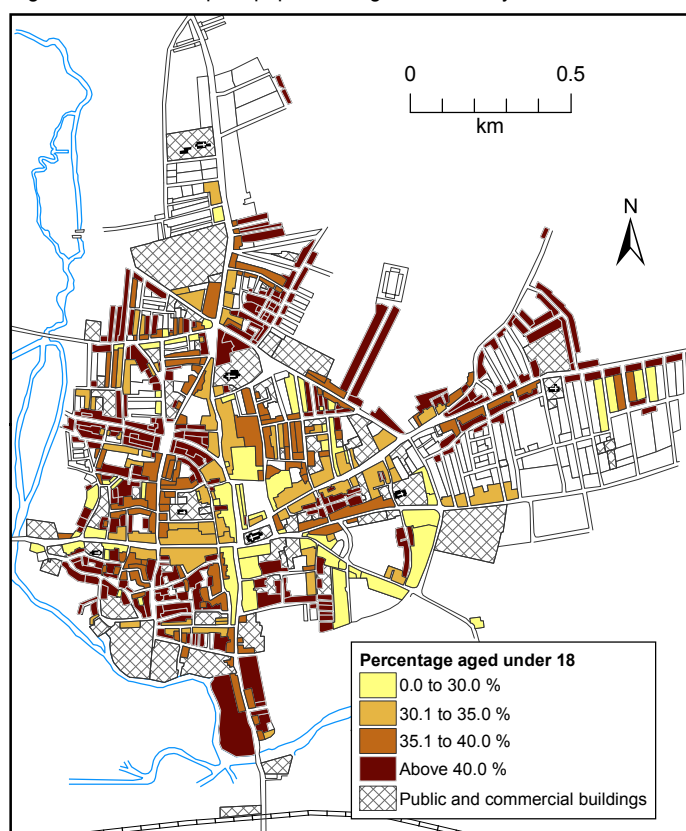 0 0.5
km
N
Percentage aged under 18
0.0 to 30.0 %
30.1 to 35.0 %
35.1 to 40.0 %
Above 40.0 %
Public and commercial buildings